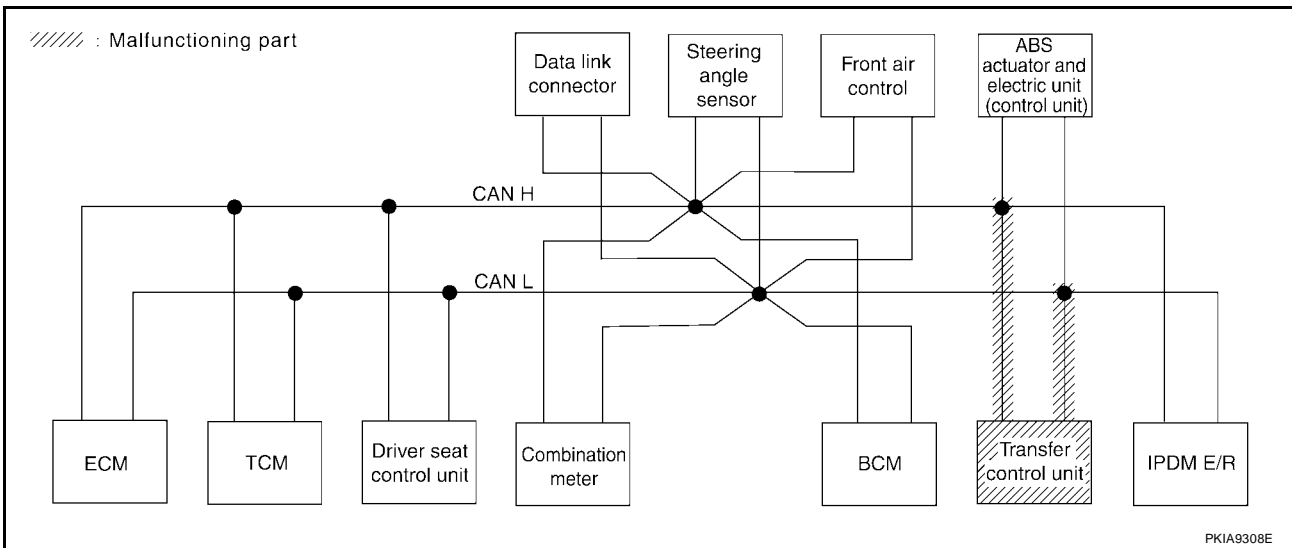 : Malfunctioning part
Data link
connector
Steering
angle
sensor
Front air
control
ABS
actuator and
electric unit
(control unit)
CAN H
CAN L
ECM
TCM
Driver seat
control unit
Combination
meter
BCM
Transfer
control unit
IPDM E/R
PKIA9308E